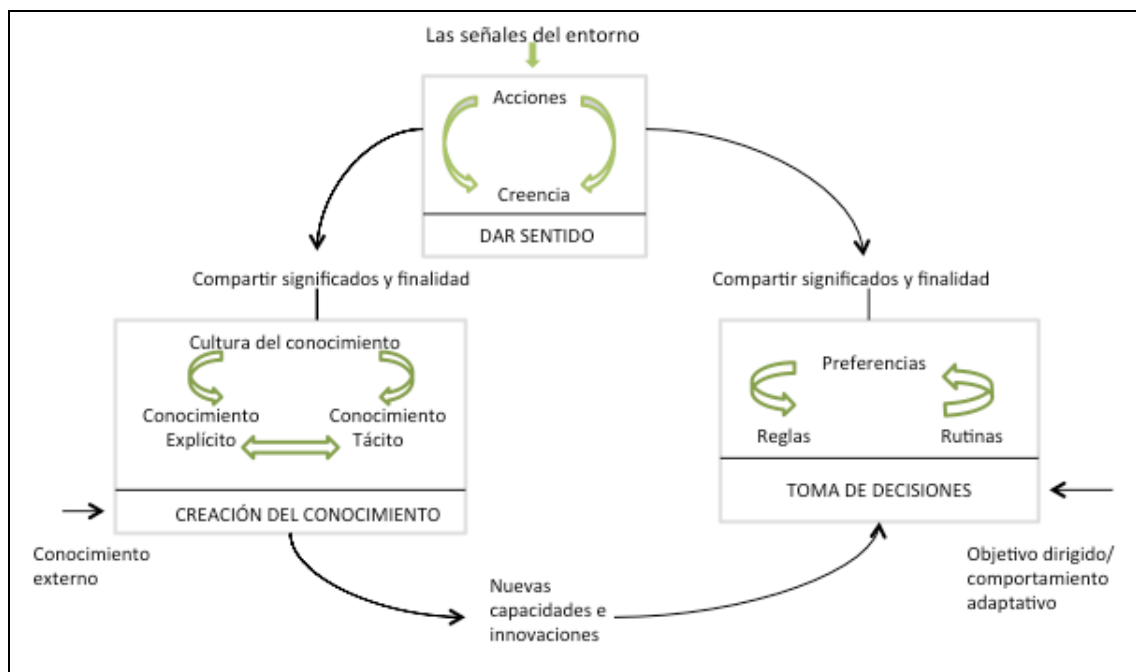 Las señales del entorno
Acciones
Creencia
DAR SENTIDO
Compartir significados y finalidad
Compartir significados y finalidad
Cultura del conocimiento
Conocimiento
Explícito
Conocimiento
Tácito
CREACIÓN DEL CONOCIMIENTO
Preferencias
Reglas
Rutinas
TOMA DE DECISIONES
Conocimiento
externo
Nuevas
capacidades e
innovaciones
Objetivo dirigido/
comportamiento
adaptativo